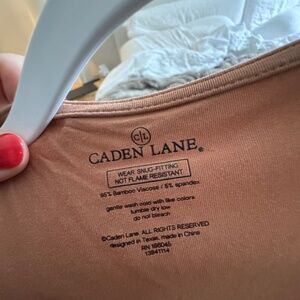 CL
CADEN LANE®
WEAR SNUG-FITTING
NOT FLAME RESISTANT
95% Bamboo Viscose / 5% spandex
gentle wash cold with like colors
tumble dry low
do not bleach
©Caden Lane. ALL RIGHTS RESERVED
designed in Texas, made in China
RN 156045
13841114